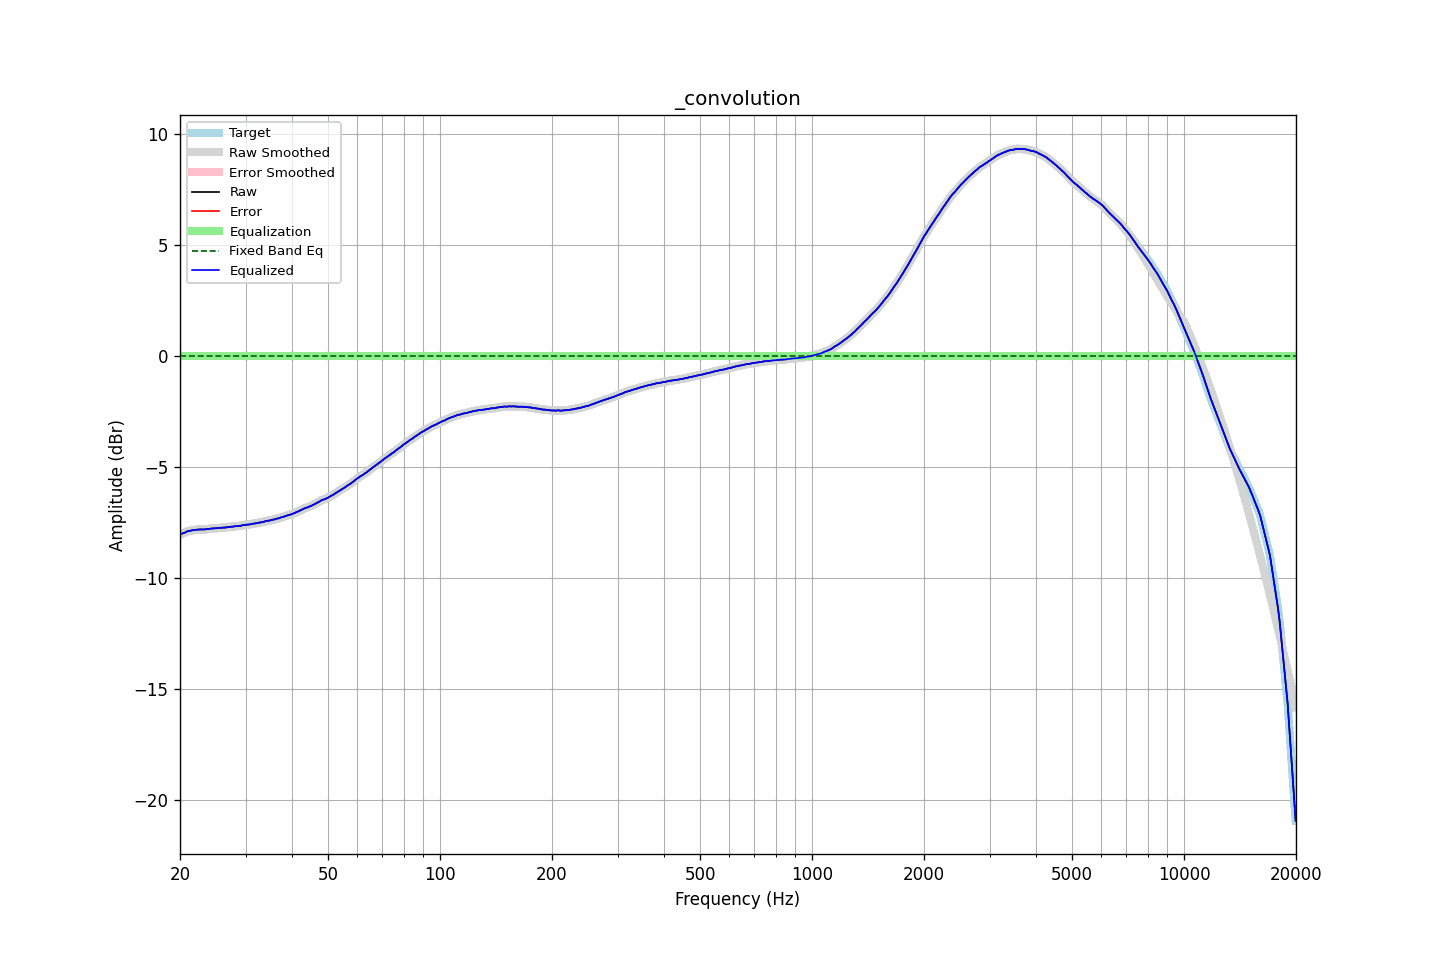 _convolution
Target
Raw Smoothed
Error Smoothed
Raw
Error
Equalization
Fixed Band Eq
Equalized
10
5
0
−5
−10
−15
−20
Amplitude (dBr)
20 50 100 200 500 1000 2000 5000 10000 20000
Frequency (Hz)